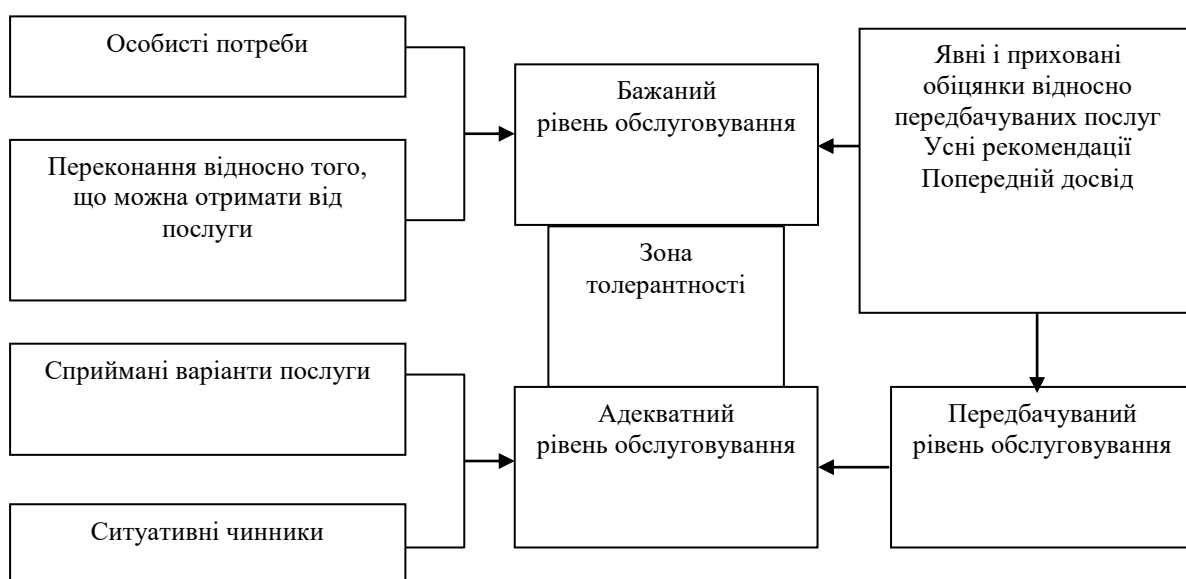 Особисті потреби
Переконання відносно того,
що можна отримати від
послуги
Сприймані варіанти послуги
Ситуативні чинники
Бажаний
рівень обслуговування
Зона
толерантності
Адекватний
рівень обслуговування
Явні і приховані
обіцянки відносно
передбачуваних послуг
Усні рекомендації
Попередній досвід
Передбачуваний
рівень обслуговування